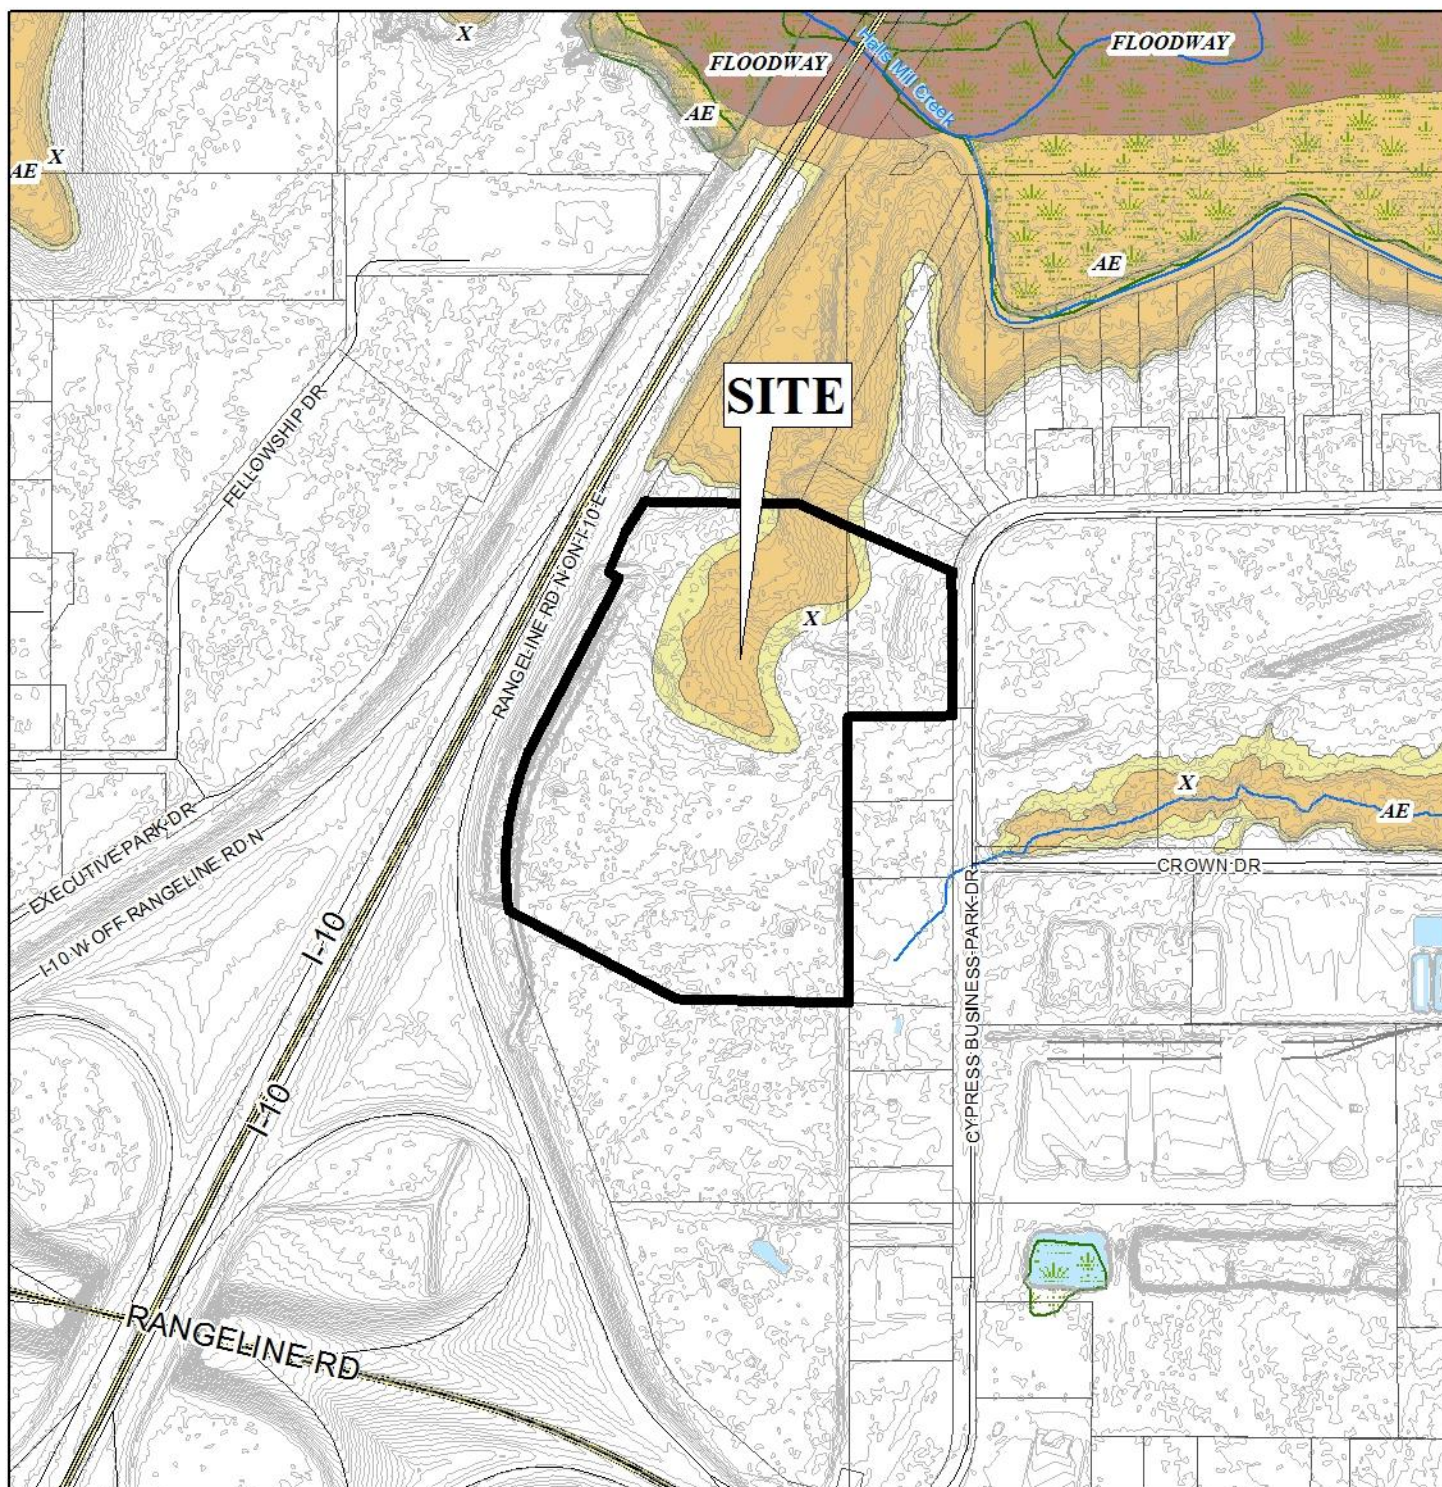 X
FLOODWAY
FLOODWAY
Halls Mill Creek
AE
X
AE
AE
SITE
FELLOWSHIP DR
RANGELINE RD N ON I-10 E
X
X
AE
EXECUTIVE PARK DR
I-10 W OFF RANGELINE RD N
CROWN DR
I-10
CYPRESS BUSINESS PARK DR
I-10
RANGELINE RD